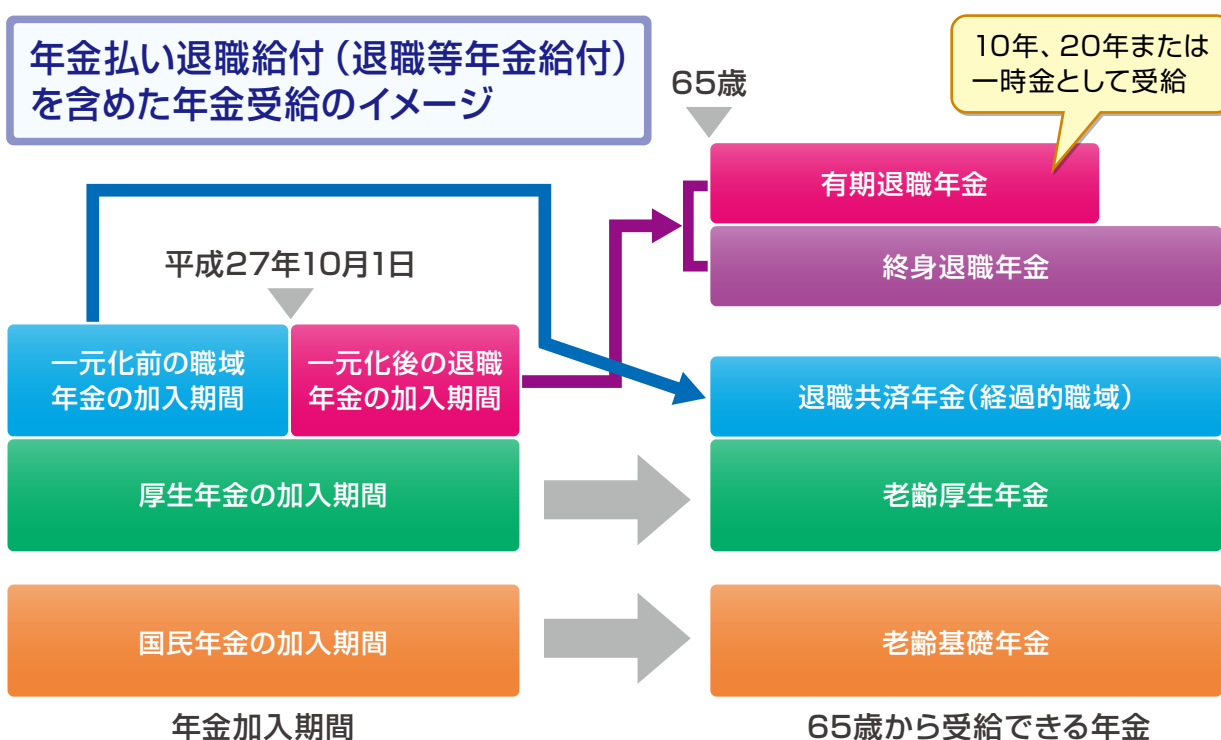 年金払い退職給付（退職等年金給付）
を含めた年金受給のイメージ
10年、20年または
一時金として受給
65歳
有期退職年金
終身退職年金
平成27年10月1日
一元化前の職域
年金の加入期間
一元化後の退職
年金の加入期間
退職共済年金（経過的職域）
厚生年金の加入期間
老齢厚生年金
国民年金の加入期間
老齢基礎年金
年金加入期間
65歳から受給できる年金